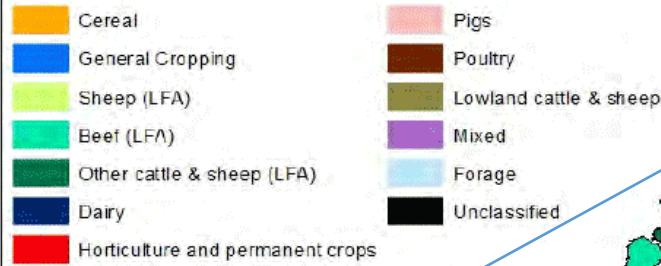 Cereal
General Cropping
Sheep (LFA)
Beef (LFA)
Other cattle & sheep (LFA)
Dairy
Horticulture and permanent crops
Pigs
Poultry
Lowland cattle & sheep
Mixed
Forage
Unclassified